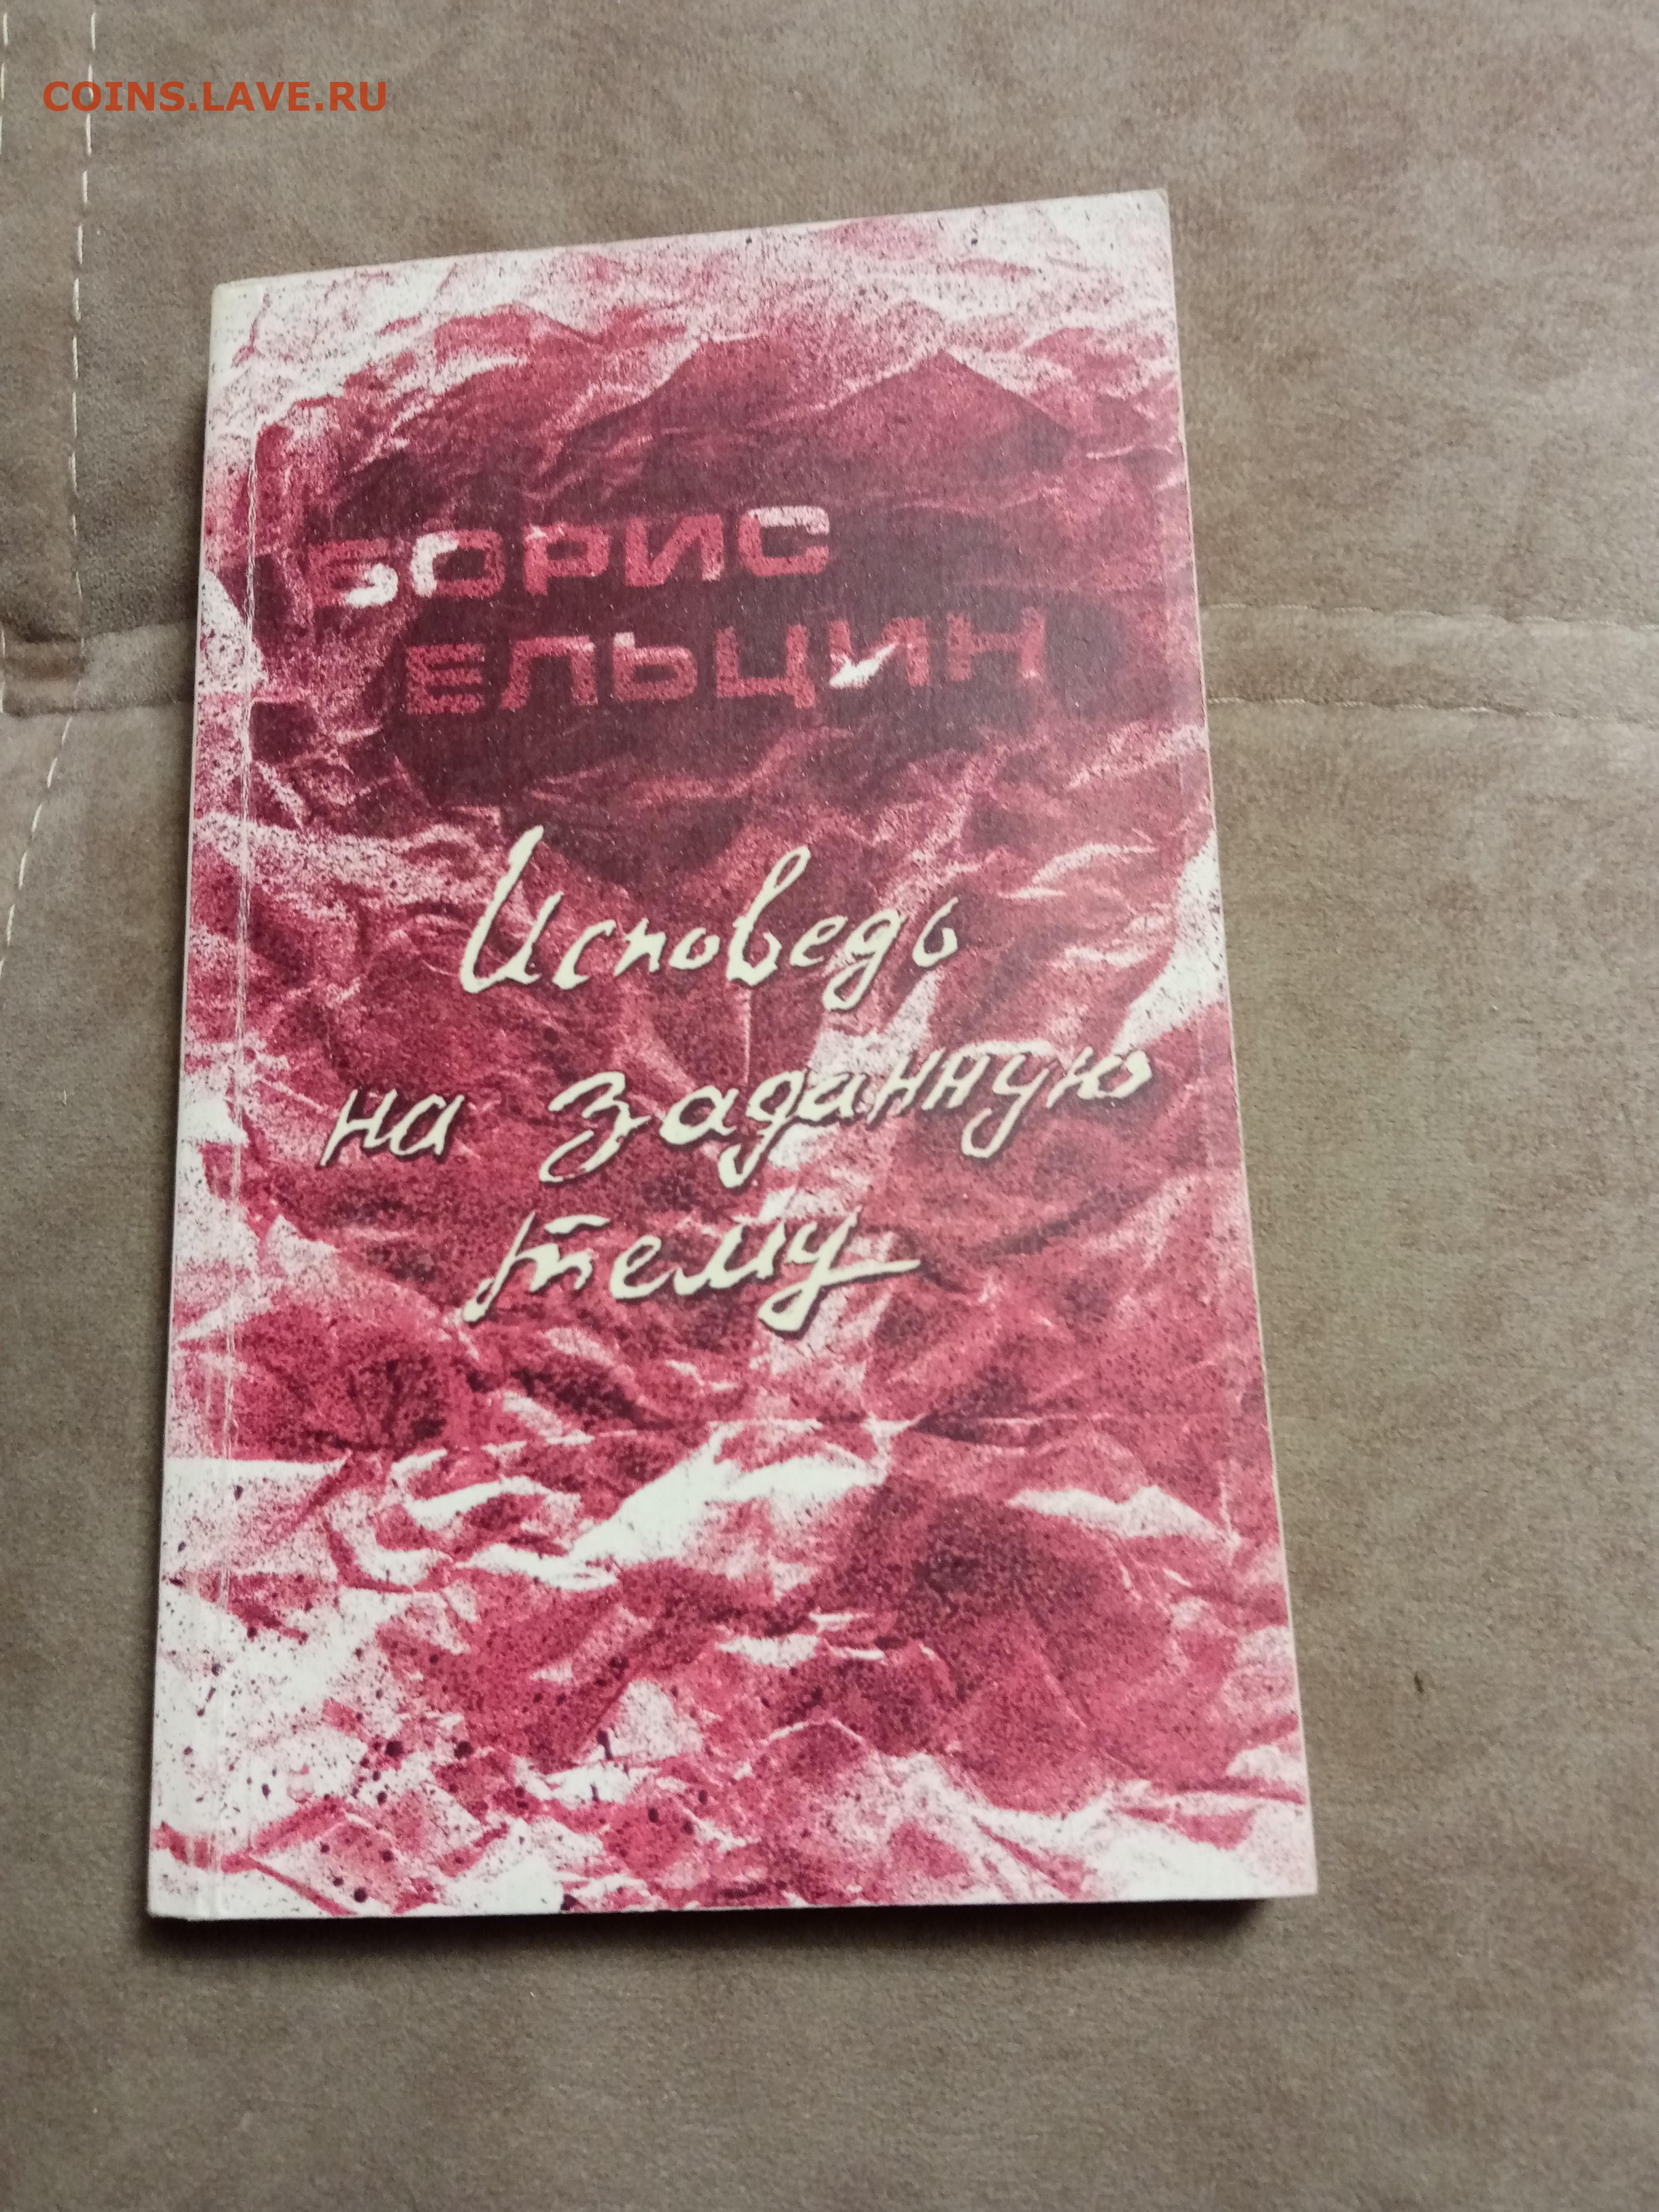 COINS.LAVE.RU
БОРИС
ЕЛЬЦИН
Исповедь
на заданную
тему